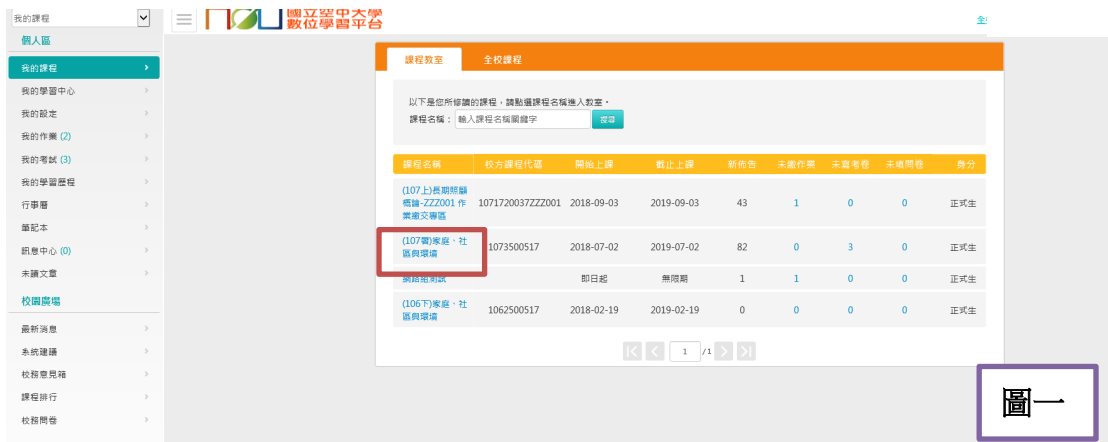 我的課程
國立空中大學
數位學習平台
個人區
我的課程
我的學習中心
我的設定
我的作業 (2)
我的考試 (3)
我的學習歷程
行事曆
筆記本
訊息中心 (0)
未讀文章
校園廣場
最新消息
系統建議
校務意見箱
課程排行
校務問卷
課程教室 全校課程
以下是您所修讀的課程，請點選課程名稱進入教室。
課程名稱： 輸入課程名稱關鍵字 搜尋
課程名稱 校方課程代碼 開始上課 截止上課 新佈告 未繳作業 未寫考卷 未填問卷 身分
(107上)長期照顧
概論-ZZZ001 作
業繳交專區
1071720037ZZZ001 2018-09-03 2019-09-03 43 1 0 0 正式生
(107暑)家庭、社
區與環境
1073500517 2018-07-02 2019-07-02 82 0 3 0 正式生
網路組測試 即日起 無限期 1 1 0 0 正式生
(106下)家庭、社
區與環境
1062500517 2018-02-19 2019-02-19 0 0 0 0 正式生
1 /1
圖一